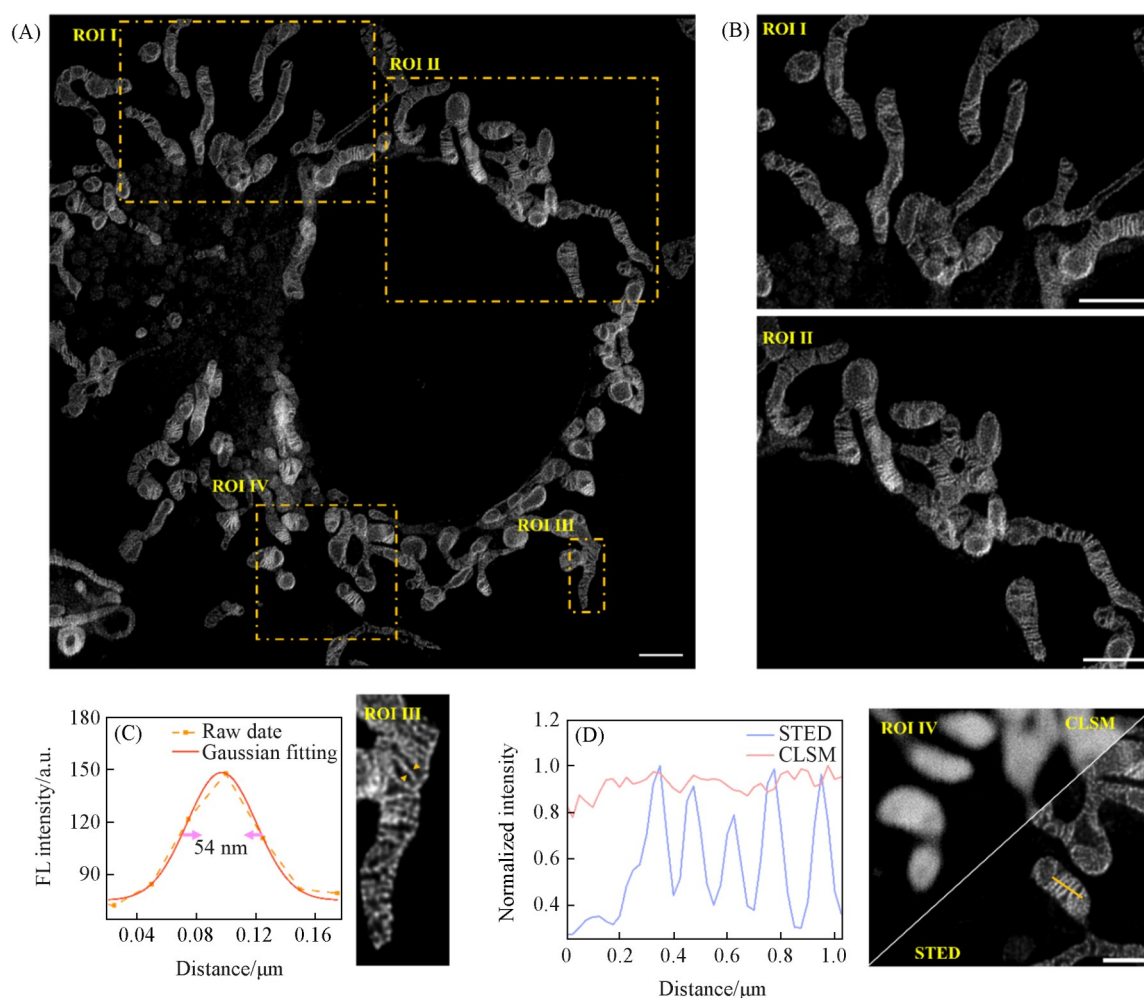 (A)
ROI I
ROI II
ROI IV
ROI III
(B)
ROI I
ROI II
(C)
Raw date
Gaussian fitting
54 nm
FL intensity/a.u.
180
150
120
90
0.04
0.08
0.12
0.16
Distance/μm
ROI III
(D)
STED
CLSM
Normalized intensity
1.2
1.0
0.8
0.6
0.4
0
0.2
0.4
0.6
0.8
1.0
Distance/μm
ROI IV
CLSM
STED